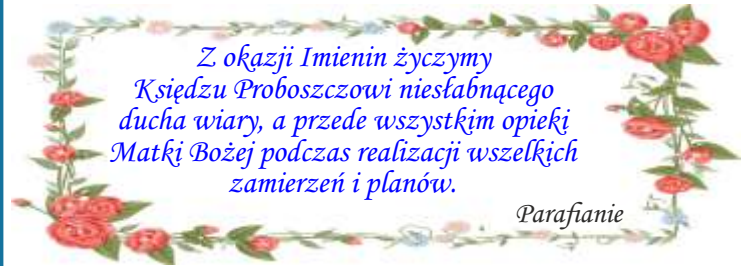 Z okazji Imienin życzymy
Księdzu Proboszczowi niesłabnącego
ducha wiary, a przede wszystkim opieki
Matki Bożej podczas realizacji wszelkich
zamierzeń i planów.
Parafianie